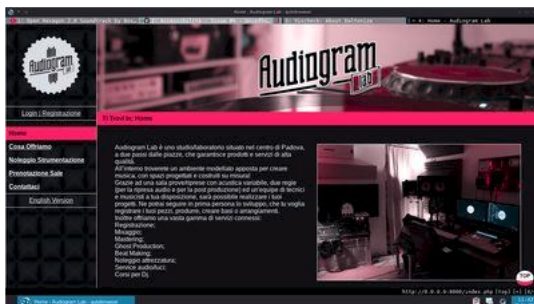 Home - Audiogram Lab - qutebrowser
4: Home - Audiogram Lab
Audiogram
Lab
Audiogram
Lab
Login | Registrazione
Ti Trovi in: Home
Home
Cosa Offriamo
Noleggio Strumentazione
Prenotazione Sale
Contattaci
English Version
Audiogram Lab è uno studio/laboratorio situato nel centro di Padova,
a due passi dalle piazze, che garantisce prodotti e servizi di alta
qualità.
All'interno troverete un ambiente modellato apposta per creare
musica, con spazi progettati e costruiti su misura!
Grazie ad una sala prove/riprese con acustica variabile, due regie
(per la ripresa audio e per la post produzione) ed un'equipe di tecnici
e musicisti a tua disposizione, sarà possibile realizzare i tuoi
progetti. Ne potrai seguire in prima persona lo sviluppo, che tu voglia
registrare i tuoi pezzi, produrre, creare basi o arrangiamenti.
Inoltre offriamo una vasta gamma di servizi connessi:
Registrazione;
Mixaggio;
Mastering;
Ghost Production;
Beat Making;
Noleggio attrezzatura;
Service audio/luci;
Corsi per Dj.
TOP
http://0.0.0.0:8000/index.php [top]
Home - Audiogram Lab - qutebrowser